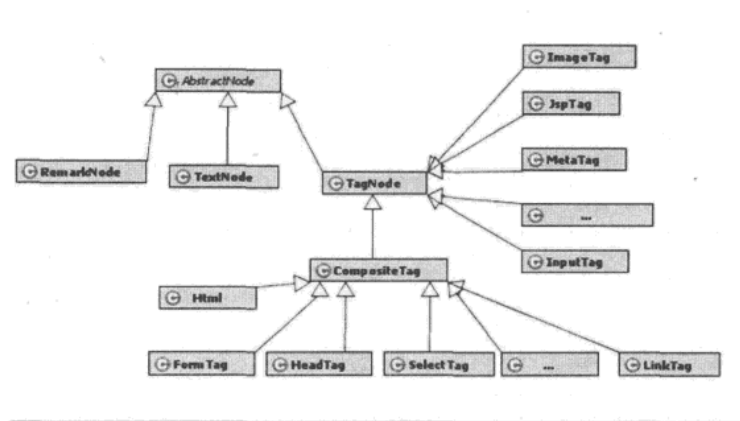 ImageTag
AbstractNode
JspTag
MetaTag
RemarkNode
TextNode
TagNode
...
InputTag
CompositeTag
Html
FormTag
HeadTag
SelectTag
...
LinkTag